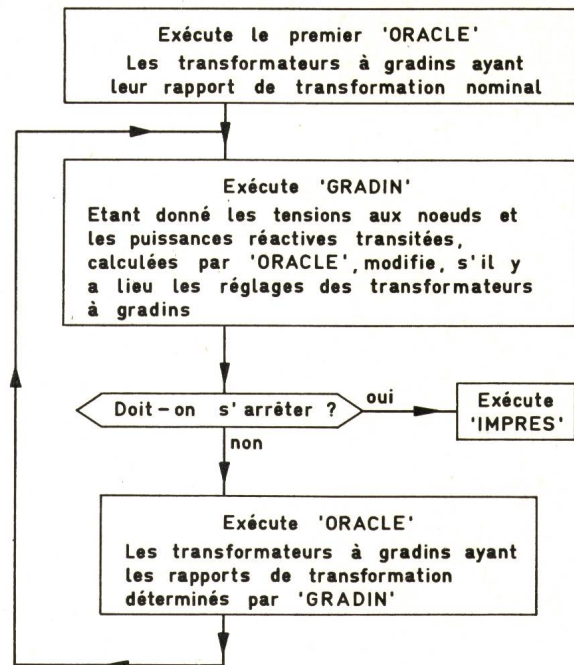 Exécute le premier 'ORACLE'
Les transformateurs à gradins ayant
leur rapport de transformation nominal
Exécute 'GRADIN'
Etant donné les tensions aux noeuds et
les puissances réactives transitées,
calculées par 'ORACLE', modifie, s'il y
a lieu les réglages des transformateurs
à gradins
Doit-on s'arrêter ?
oui
Exécute
'IMPRES'
non
Exécute 'ORACLE'
Les transformateurs à gradins ayant
les rapports de transformation
déterminés par 'GRADIN'